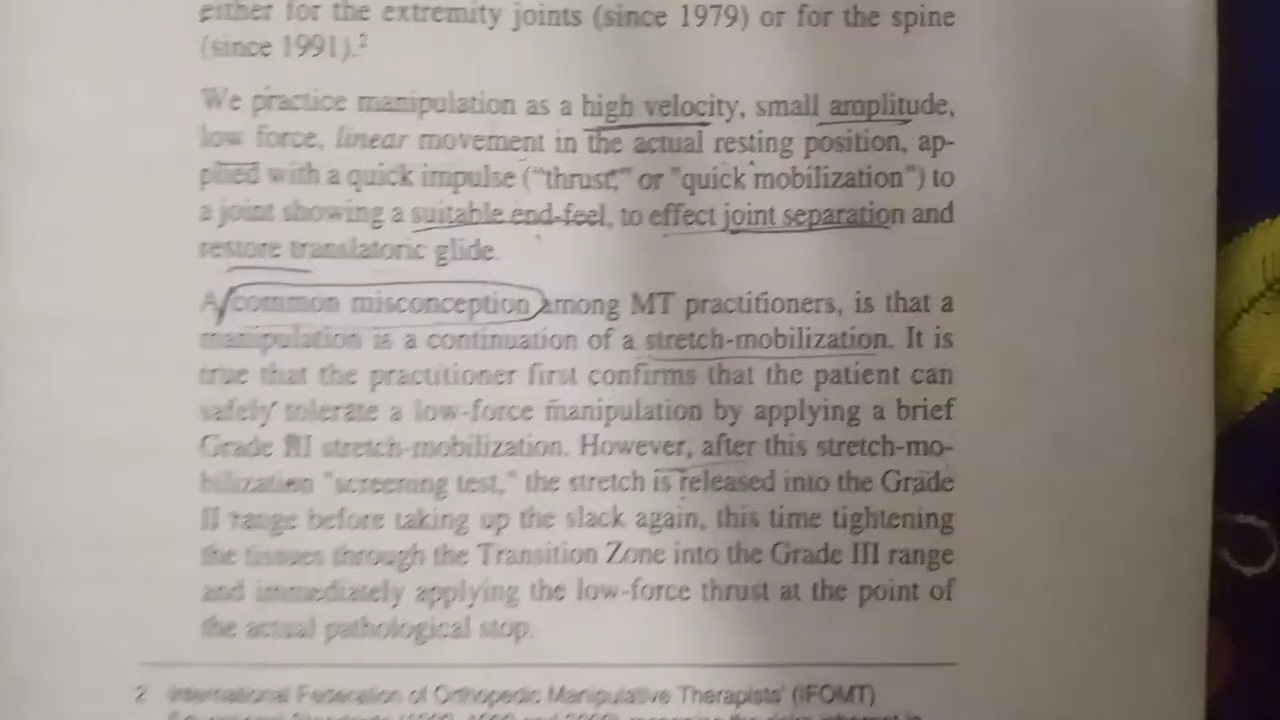 either for the extremity joints (since 1979) or for the spine
(since 1991).²
We practice manipulation as a high velocity, small amplitude,
low force, linear movement in the actual resting position, ap-
plied with a quick impulse ("thrust," or "quick mobilization") to
a joint showing a suitable end-feel, to effect joint separation and
restore translatoric glide.
A common misconception among MT practitioners, is that a
manipulation is a continuation of a stretch-mobilization. It is
true that the practitioner first confirms that the patient can
safely tolerate a low-force manipulation by applying a brief
Grade III stretch-mobilization. However, after this stretch-mo-
bilization "screening test," the stretch is released into the Grade
II range before taking up the slack again, this time tightening
the tissues through the Transition Zone into the Grade III range
and immediately applying the low-force thrust at the point of
the actual pathological stop.
2 International Federation of Orthopedic Manipulative Therapists' (IFOMT)